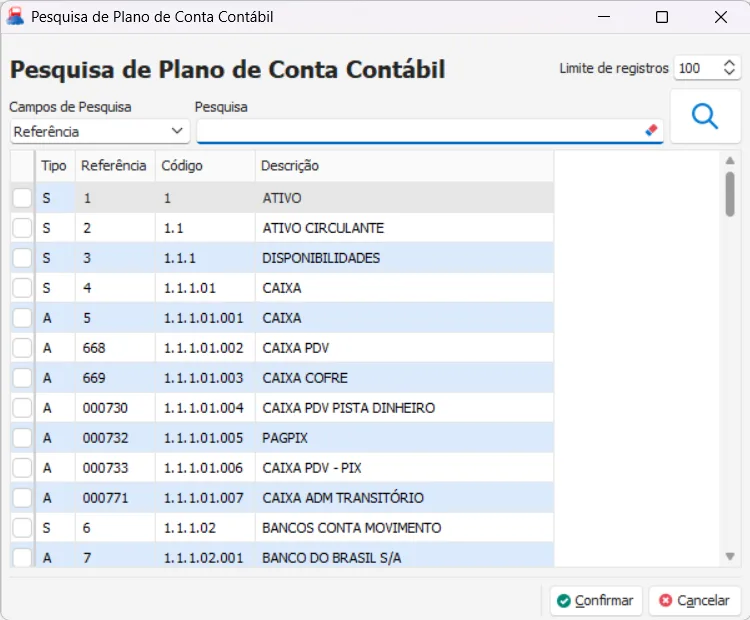 Pesquisa de Plano de Conta Contábil
Pesquisa de Plano de Conta Contábil
Limite de registros 100
Campos de Pesquisa Pesquisa
Referência
Tipo Referência Código Descrição
S 1 1 ATIVO
S 2 1.1 ATIVO CIRCULANTE
S 3 1.1.1 DISPONIBILIDADES
S 4 1.1.1.01 CAIXA
A 5 1.1.1.01.001 CAIXA
A 668 1.1.1.01.002 CAIXA PDV
A 669 1.1.1.01.003 CAIXA COFRE
A 000730 1.1.1.01.004 CAIXA PDV PISTA DINHEIRO
A 000732 1.1.1.01.005 PAGPIX
A 000733 1.1.1.01.006 CAIXA PDV - PIX
A 000771 1.1.1.01.007 CAIXA ADM TRANSITÓRIO
S 6 1.1.1.02 BANCOS CONTA MOVIMENTO
A 7 1.1.1.02.001 BANCO DO BRASIL S/A
Confirmar Cancelar